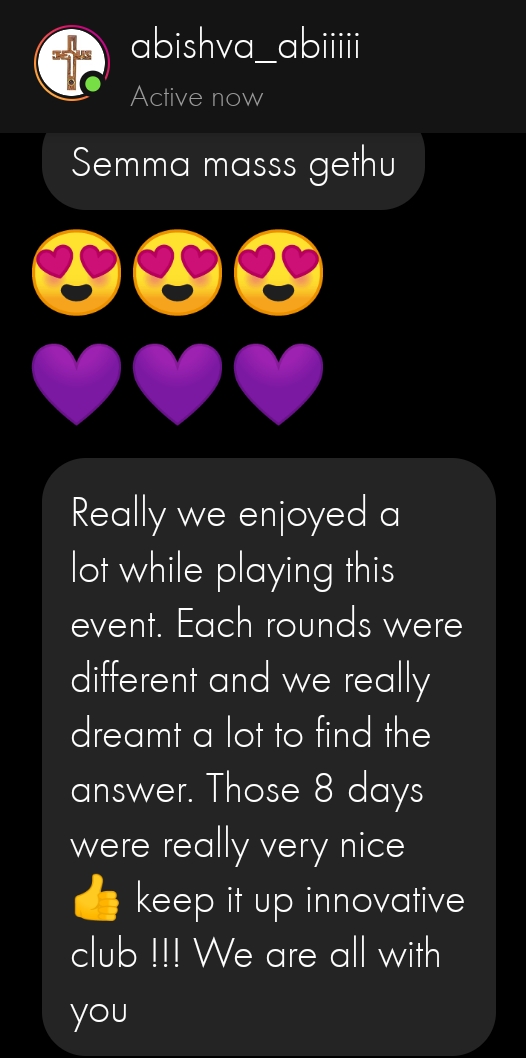 abishva_abiiiii
Active now
Semma masss gethu
😍😍😍
💜💜💜
Really we enjoyed a
lot while playing this
event. Each rounds were
different and we really
dreamt a lot to find the
answer. Those 8 days
were really very nice
👍 keep it up innovative
club !!! We are all with
you